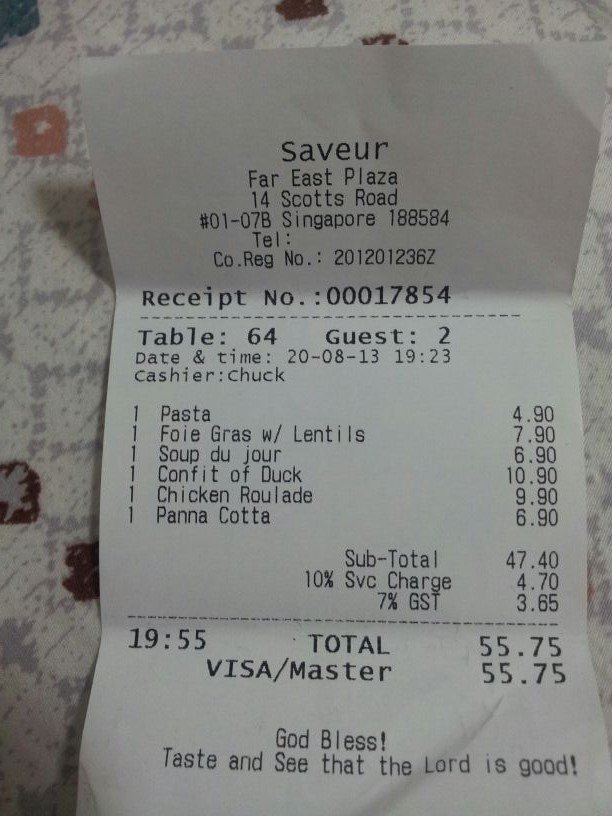 Saveur
Far East Plaza
14 Scotts Road
#01-07B Singapore 188584
Tel:
Co.Reg No.: 201201236Z
Receipt No.:00017854
Table: 64 Guest: 2
Date & time: 20-08-13 19:23
Cashier:Chuck
1 Pasta 4.90
1 Foie Gras w/ Lentils 7.90
1 Soup du jour 6.90
1 Confit of Duck 10.90
1 Chicken Roulade 9.90
1 Panna Cotta 6.90
Sub-Total 47.40
10% Svc Charge 4.70
7% GST 3.65
19:55 TOTAL 55.75
VISA/Master 55.75
God Bless!
Taste and See that the Lord is good!